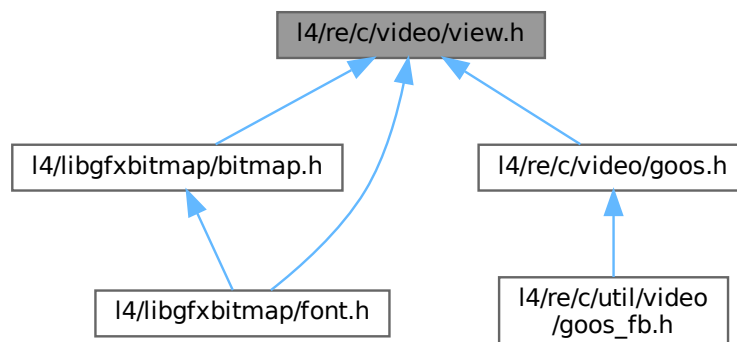 l4/re/c/video/view.h
l4/libgfxbitmap/bitmap.h
l4/re/c/video/goos.h
l4/libgfxbitmap/font.h
l4/re/c/util/video
/goos_fb.h